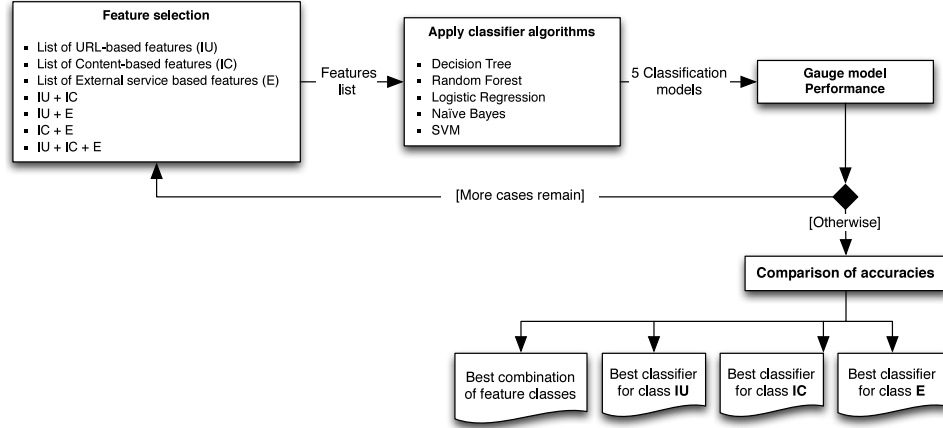 Feature selection
▪ List of URL-based features (IU)
▪ List of Content-based features (IC)
▪ List of External service based features (E)
▪ IU + IC
▪ IU + E
▪ IC + E
▪ IU + IC + E
Features
list
Apply classifier algorithms
▪ Decision Tree
▪ Random Forest
▪ Logistic Regression
▪ Naïve Bayes
▪ SVM
5 Classification
models
Gauge model
Performance
[More cases remain]
[Otherwise]
Comparison of accuracies
Best combination
of feature classes
Best classifier
for class IU
Best classifier
for class IC
Best classifier
for class E